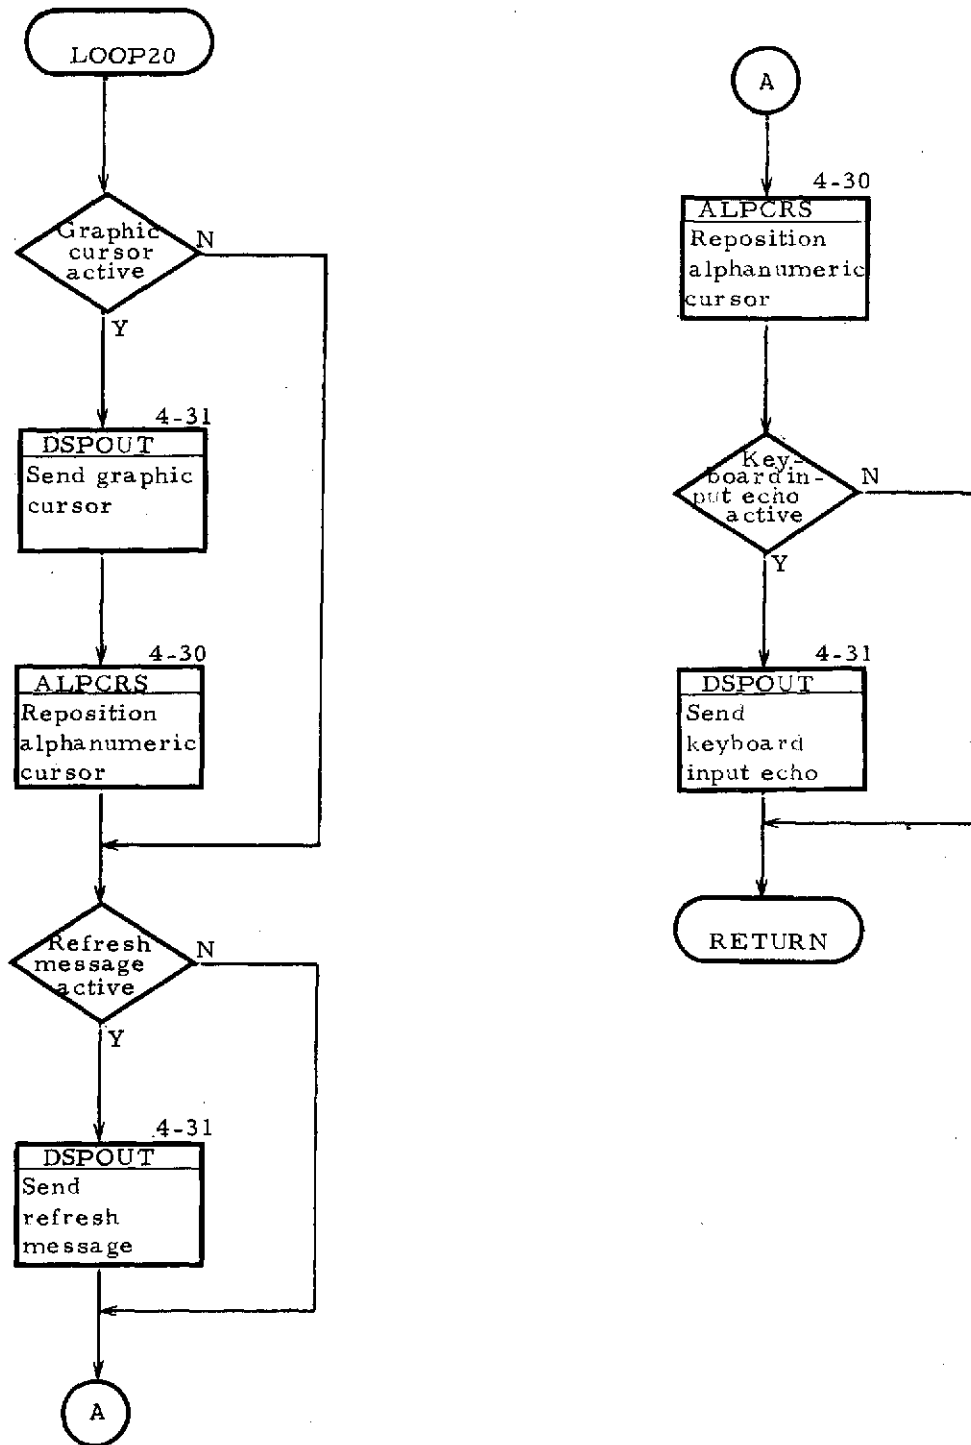 LOOP20
Graphic
cursor
active
N
Y
4-31
DSPOUT
Send graphic
cursor
4-30
ALPCRS
Reposition
alphanumeric
cursor
Refresh
message
active
N
Y
4-31
DSPOUT
Send
refresh
message
A
A
4-30
ALPCRS
Reposition
alphanumeric
cursor
Key-
board in-
put echo
active
N
Y
4-31
DSPOUT
Send
keyboard
input echo
RETURN